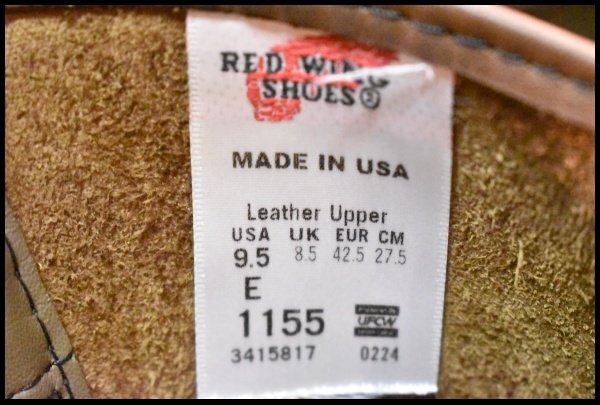 RED WING
SHOES®
MADE IN USA
Leather Upper
USA UK EUR CM
9.5 8.5 42.5 27.5
E
1155
UFCW
3415817 0224